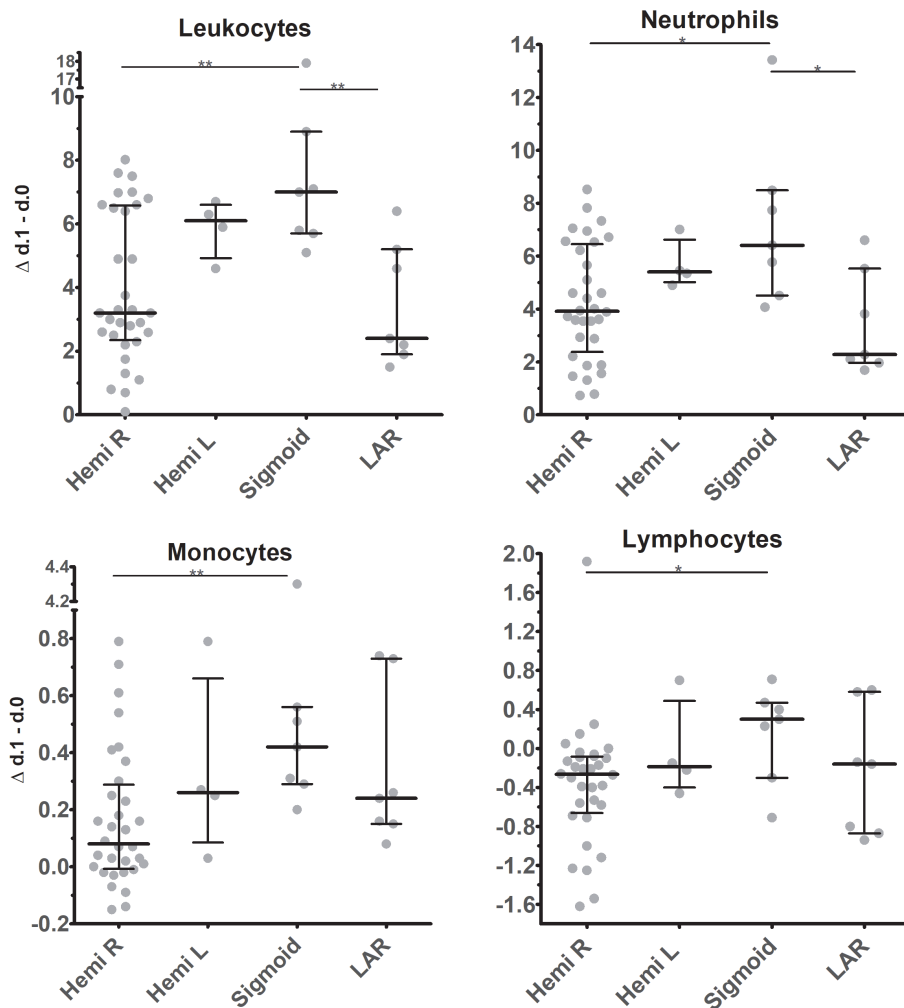 Leukocytes
Neutrophils
18
17
10
8
6
4
2
0
**
**
Δ d.1 - d.0
Hemi R
Hemi L
Sigmoid
LAR
14
12
10
8
6
4
2
0
*
*
Hemi R
Hemi L
Sigmoid
LAR
Monocytes
Lymphocytes
4.4
4.2
0.8
0.6
0.4
0.2
0.0
-0.2
**
Δ d.1 - d.0
Hemi R
Hemi L
Sigmoid
LAR
2.0
1.6
1.2
0.8
0.4
0.0
-0.4
-0.8
-1.2
-1.6
*
Hemi R
Hemi L
Sigmoid
LAR